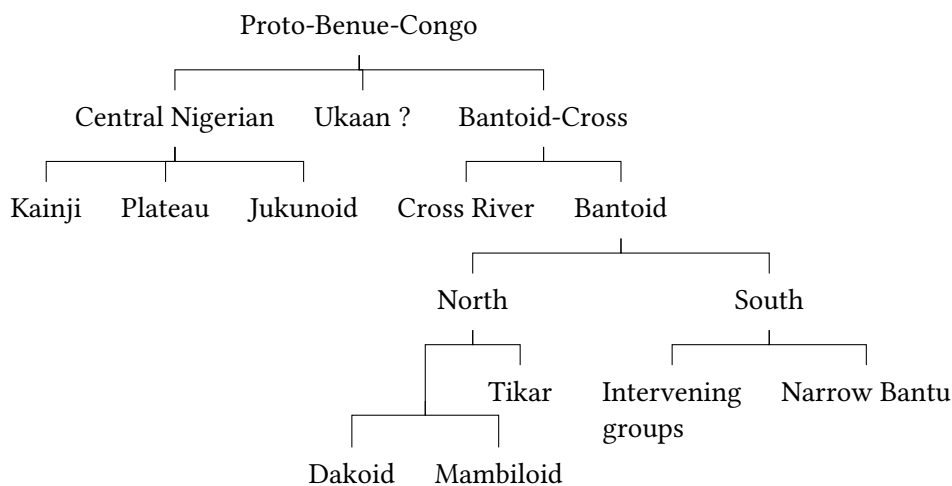 Proto-Benue-Congo
Central Nigerian Ukaan ? Bantoid-Cross
Kainji Plateau Jukunoid Cross River Bantoid
North South
Tikar Intervening Narrow Bantu
groups
Dakoid Mambiloid